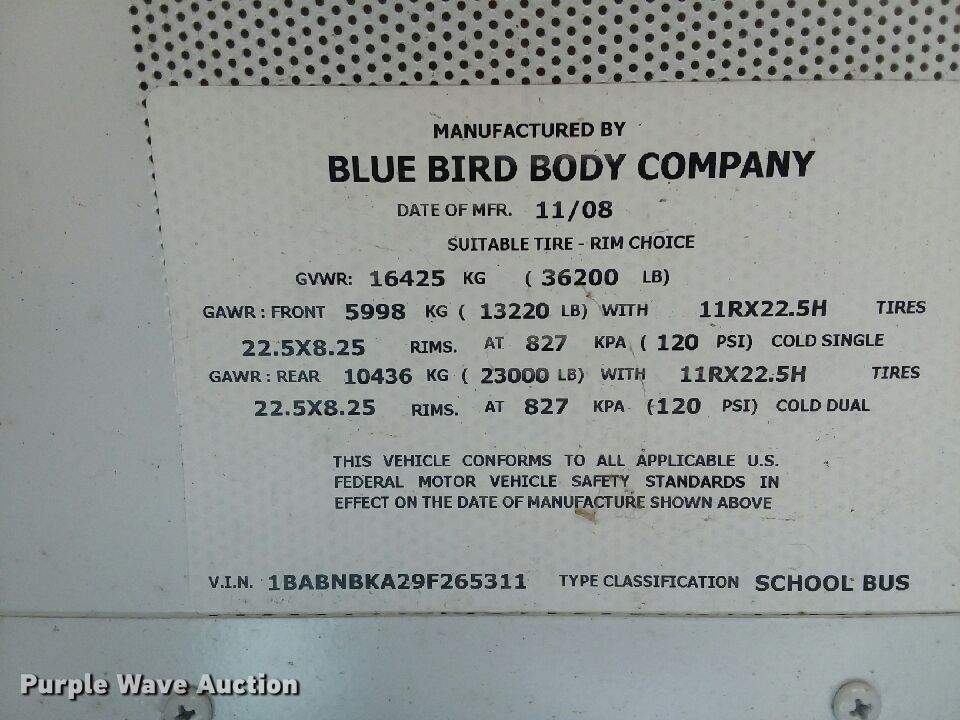 MANUFACTURED BY
BLUE BIRD BODY COMPANY
DATE OF MFR. 11/08
SUITABLE TIRE - RIM CHOICE
GVWR: 16425 KG ( 36200 LB)
GAWR : FRONT 5998 KG ( 13220 LB) WITH 11RX22.5H TIRES
22.5X8.25 RIMS. AT 827 KPA ( 120 PSI) COLD SINGLE
GAWR : REAR 10436 KG ( 23000 LB) WITH 11RX22.5H TIRES
22.5X8.25 RIMS. AT 827 KPA (120 PSI) COLD DUAL
THIS VEHICLE CONFORMS TO ALL APPLICABLE U.S.
FEDERAL MOTOR VEHICLE SAFETY STANDARDS IN
EFFECT ON THE DATE OF MANUFACTURE SHOWN ABOVE
V.I.N. 1BABNBKA29F265311 TYPE CLASSIFICATION SCHOOL BUS
Purple Wave Auction